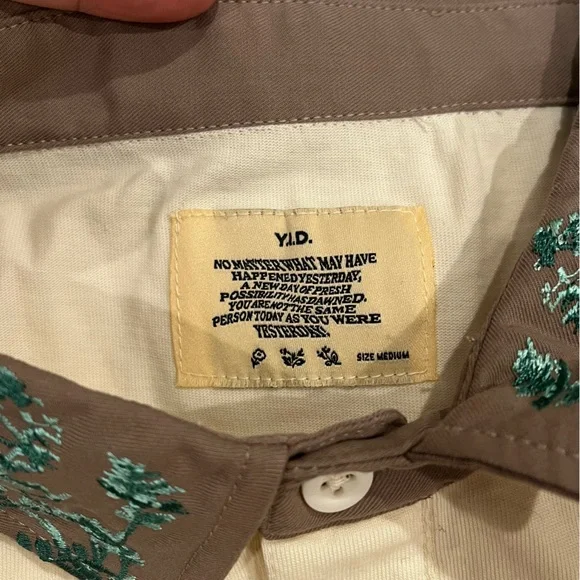 Y.I.D.
NO MATTER WHAT MAY HAVE
HAPPENED YESTERDAY,
A NEW DAY OF FRESH
POSSIBILITY HAS DAWNED.
YOU ARE NOT THE SAME
PERSON TODAY AS YOU WERE
YESTERDAY.
SIZE MEDIUM